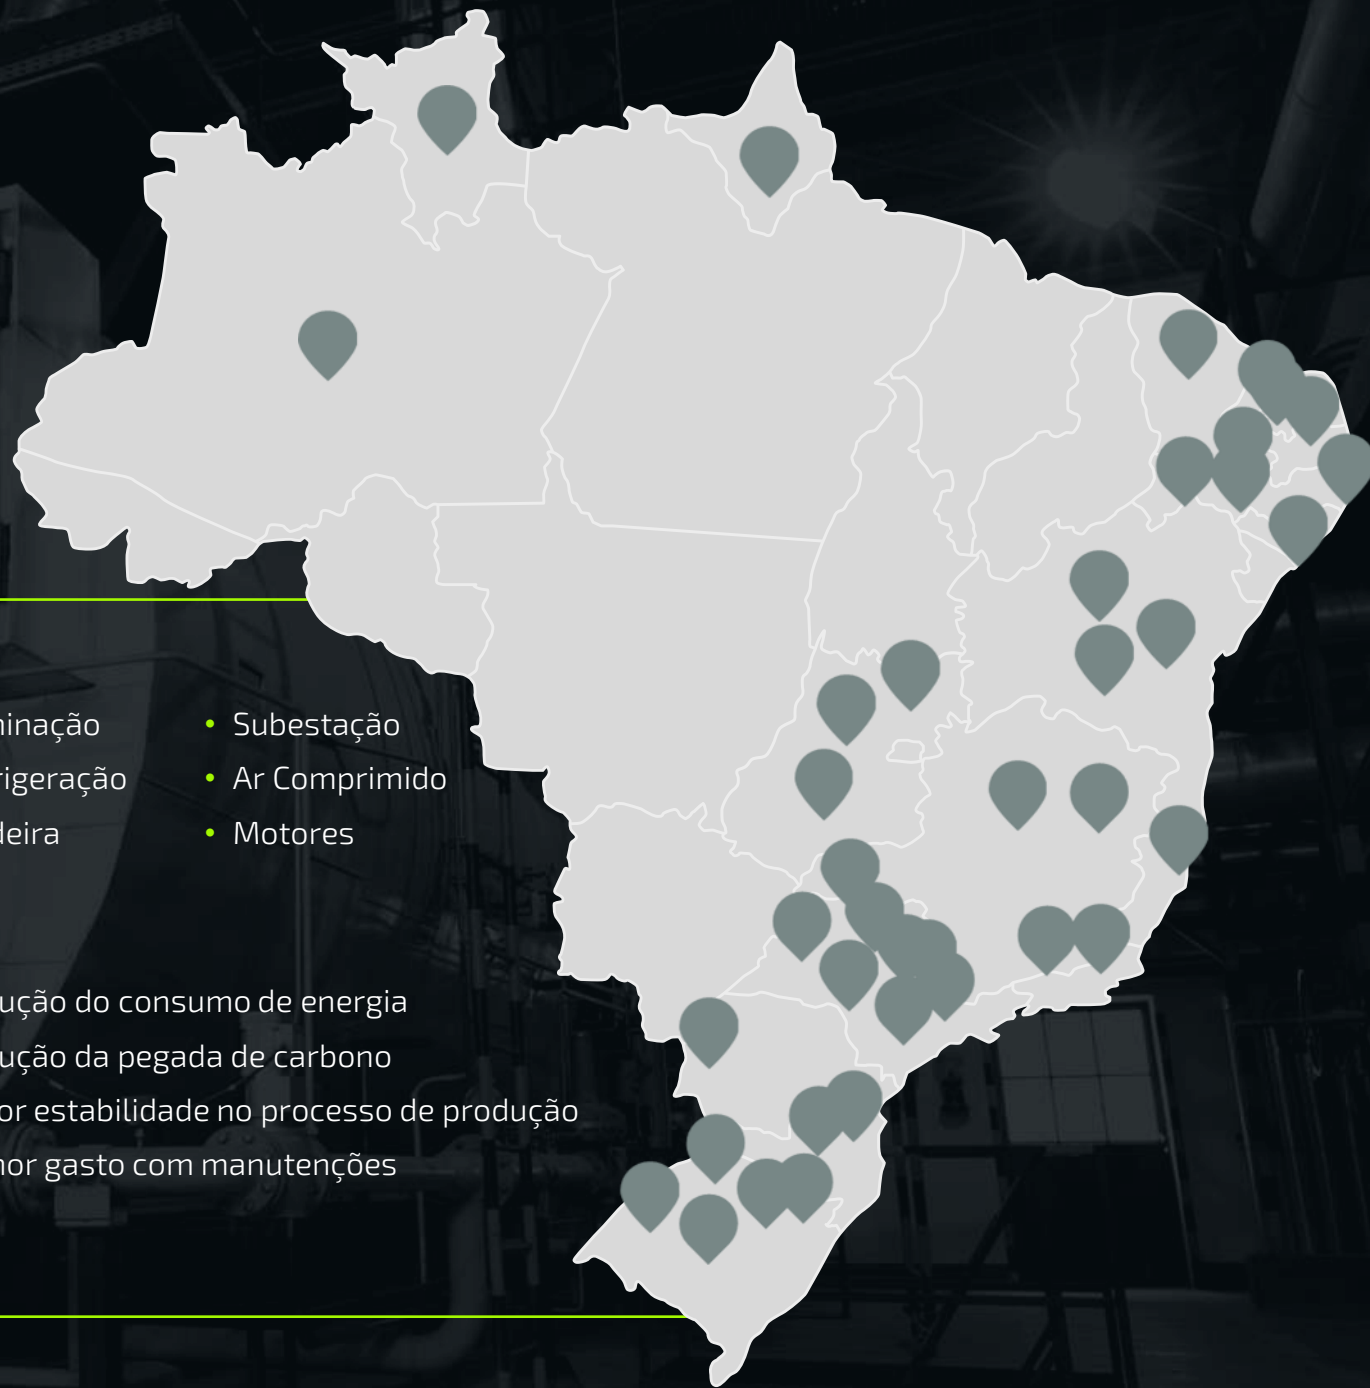 minação
rigeração
deira
• Subestação
• Ar Comprimido
• Motores
ução do consumo de energia
ução da pegada de carbono
or estabilidade no processo de produção
nor gasto com manutenções